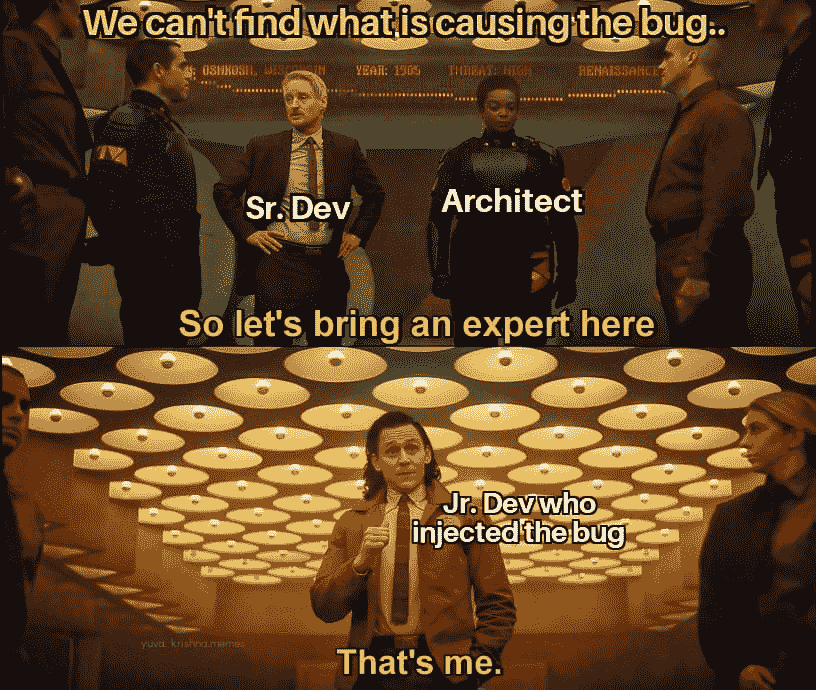 We can't find what is causing the bug..
OSHKOSH, WISCONSIN YEAR: 1985 THREAT: HIGH RENAISSANCE
Sr. Dev
Architect
So let's bring an expert here
Jr. Dev who
injected the bug
yuva_krishna.memes
That's me.